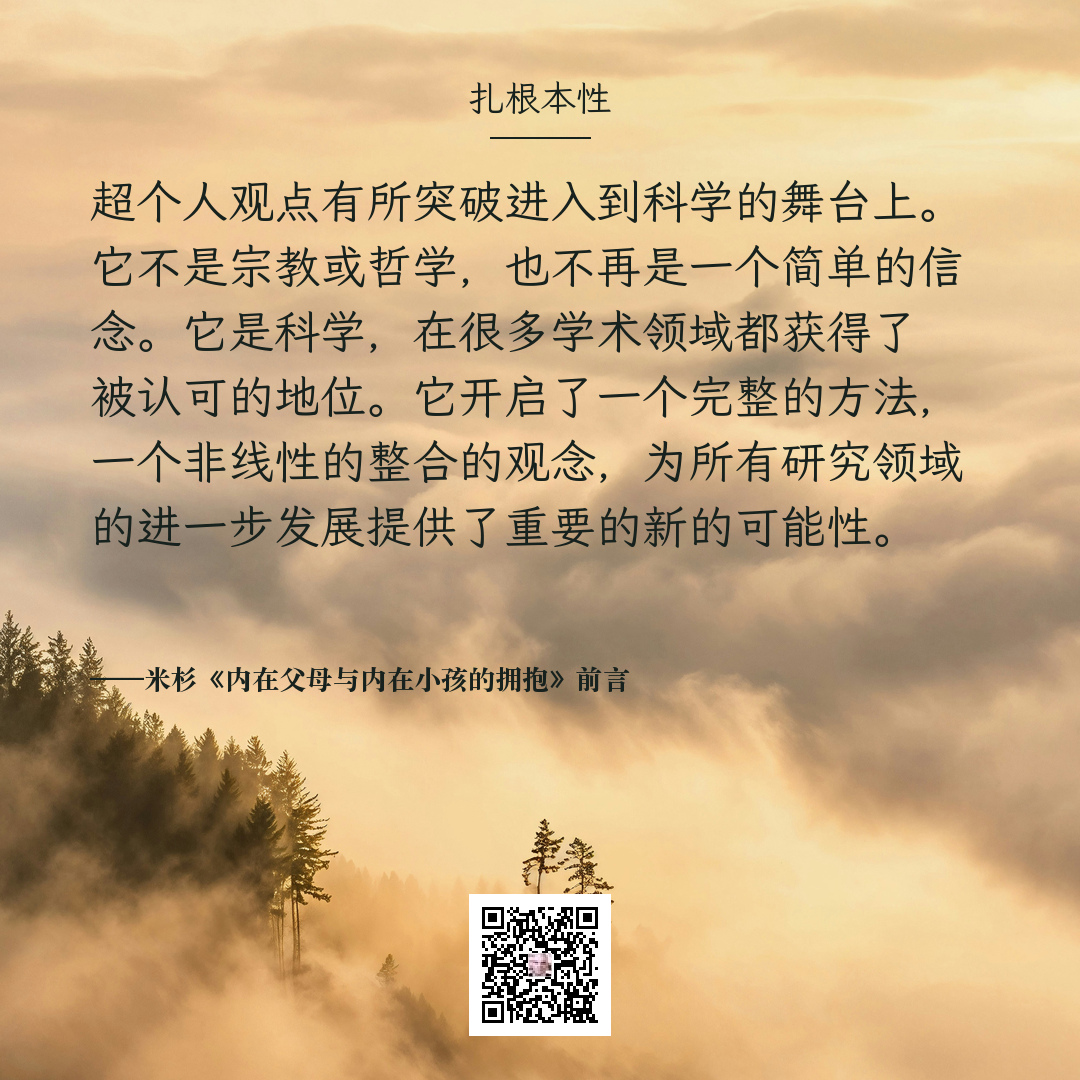 扎根本性
超个人观点有所突破进入到科学的舞台上。
它不是宗教或哲学，也不再是一个简单的信
念。它是科学，在很多学术领域都获得了
被认可的地位。它开启了一个完整的方法，
一个非线性的整合的观念，为所有研究领域
的进一步发展提供了重要的新的可能性。
——米杉《内在父母与内在小孩的拥抱》前言